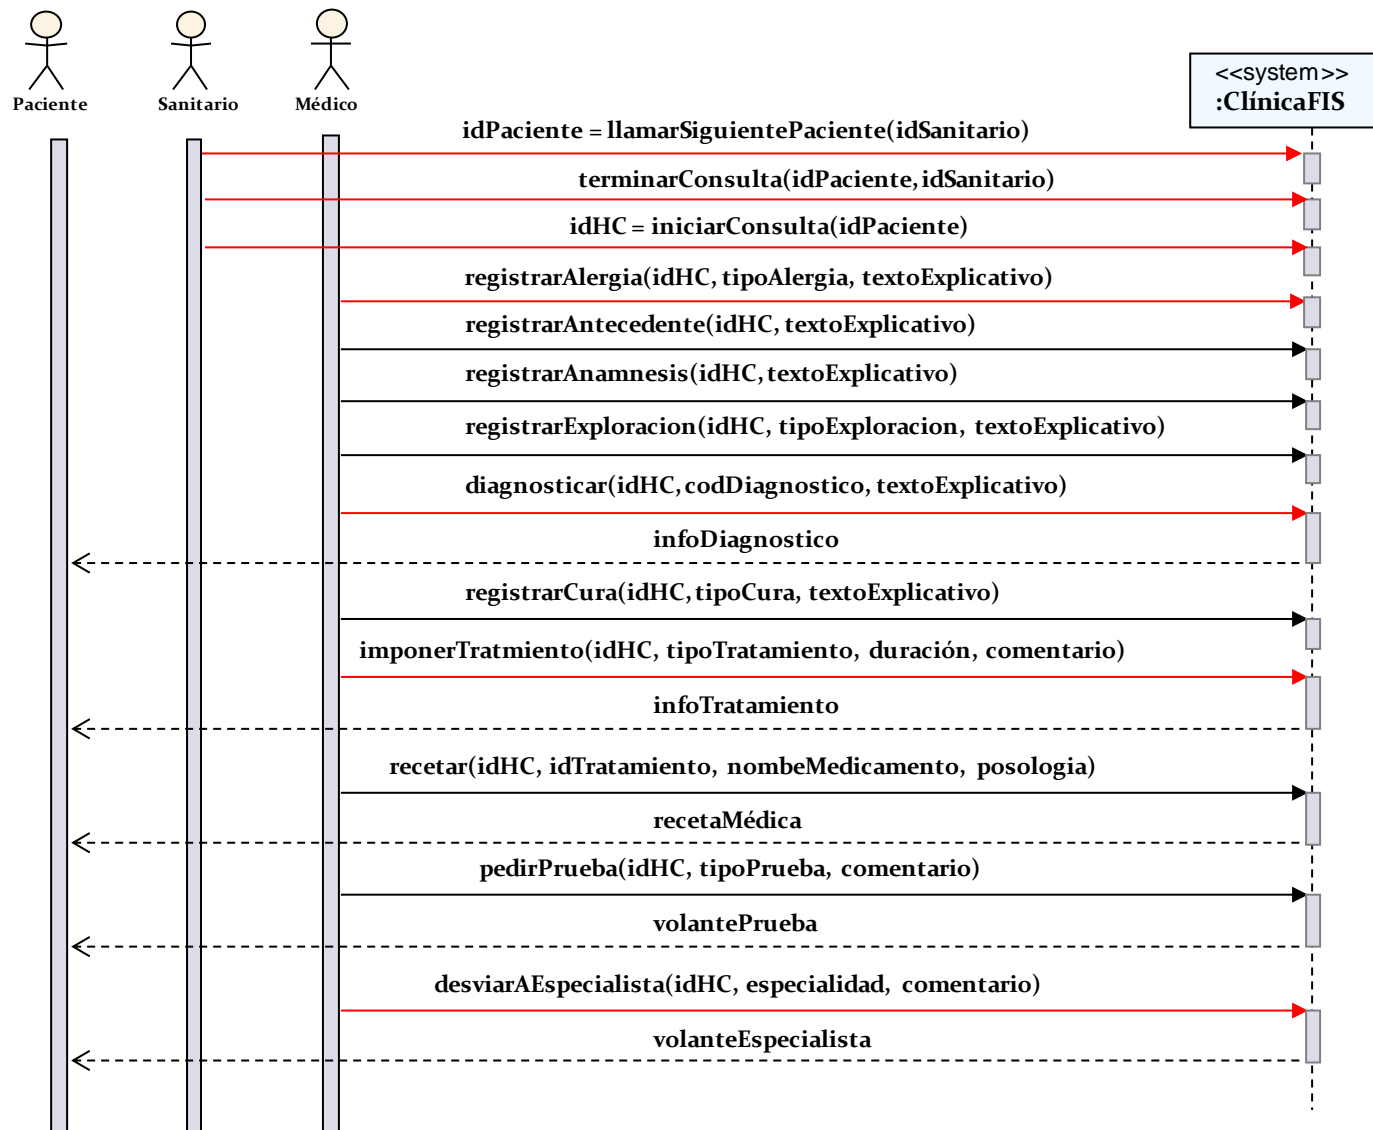 Paciente
Sanitario
Médico
<<system>>
:ClínicaFIS
idPaciente = llamarSiguientePaciente(idSanitario)
terminarConsulta(idPaciente, idSanitario)
idHC = iniciarConsulta(idPaciente)
registrarAlergia(idHC, tipoAlergia, textoExplicativo)
registrarAntecedente(idHC, textoExplicativo)
registrarAnamnesis(idHC, textoExplicativo)
registrarExploracion(idHC, tipoExploracion, textoExplicativo)
diagnosticar(idHC, codDiagnostico, textoExplicativo)
infoDiagnostico
registrarCura(idHC, tipoCura, textoExplicativo)
imponerTratmiento(idHC, tipoTratamiento, duración, comentario)
infoTratamiento
recetar(idHC, idTratamiento, nombeMedicamento, posologia)
recetaMédica
pedirPrueba(idHC, tipoPrueba, comentario)
volantePrueba
desviarAEspecialista(idHC, especialidad, comentario)
volanteEspecialista